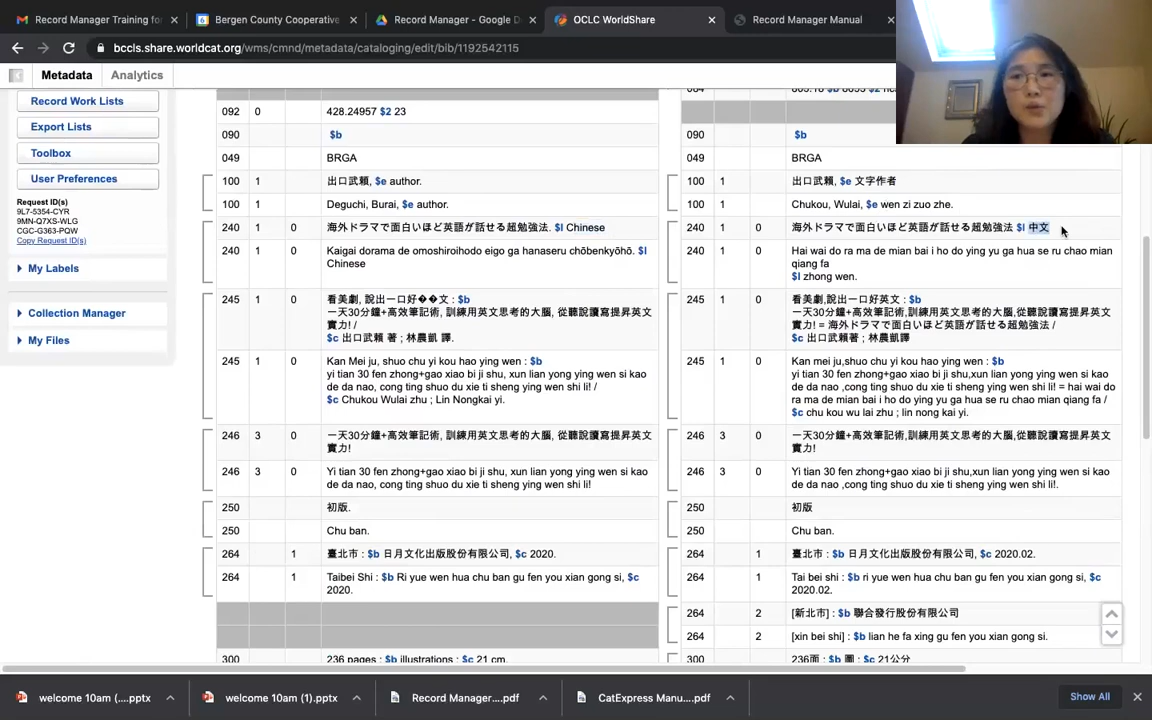 Record Manager Training for
Bergen County Cooperative
Record Manager - Google D
OCLC WorldShare
Record Manager Manual
bccls.share.worldcat.org/wms/cmnd/metadata/cataloging/edit/bib/1192542115
Metadata
Analytics
Record Work Lists
Export Lists
Toolbox
User Preferences
Request ID(s)
9L7-5354-CYR
9MN-Q7XS-WLG
CGC-G363-PQW
Copy Request ID(s)
My Labels
Collection Manager
My Files
092 0 428.24957 $2 23
090 $b
049 BRGA
100 1 出口武頼, $e author.
100 1 Deguchi, Burai, $e author.
240 1 0 海外ドラマで面白いほど英語が話せる超勉強法. $l Chinese
240 1 0 Kaigai dorama de omoshiroihodo eigo ga hanaseru chōbenkyōhō. $l
Chinese
245 1 0 看美劇, 說出一口好��文 : $b
一天30分鐘+高效筆記術, 訓練用英文思考的大腦, 從聽說讀寫提昇英文
實力! /
$c 出口武頼 著 ; 林農凱 譯.
245 1 0 Kan Mei ju, shuo chu yi kou hao ying wen : $b
yi tian 30 fen zhong+gao xiao bi ji shu, xun lian yong ying wen si kao
de da nao, cong ting shuo du xie ti sheng ying wen shi li! /
$c Chukou Wulai zhu ; Lin Nongkai yi.
246 3 0 一天30分鐘+高效筆記術, 訓練用英文思考的大腦, 從聽說讀寫提昇英文
實力!
246 3 0 Yi tian 30 fen zhong+gao xiao bi ji shu, xun lian yong ying wen si kao
de da nao, cong ting shuo du xie ti sheng ying wen shi li!
250 初版.
250 Chu ban.
264 1 臺北市 : $b 日月文化出版股份有限公司, $c 2020.
264 1 Taibei Shi : $b Ri yue wen hua chu ban gu fen you xian gong si, $c
2020.
300 236 pages : $b illustrations ; $c 21 cm.
090 $b
049 BRGA
100 1 出口武頼, $e 文字作者
100 1 Chukou, Wulai, $e wen zi zuo zhe.
240 1 0 海外ドラマで面白いほど英語が話せる超勉強法 $l 中文
240 1 0 Hai wai do ra ma de mian bai i ho do ying yu ga hua se ru chao mian
qiang fa
$l zhong wen.
245 1 0 看美劇, 說出一口好英文 : $b
一天30分鐘+高效筆記術, 訓練用英文思考的大腦, 從聽說讀寫提昇英文
實力! = 海外ドラマで面白いほど英語が話せる超勉強法 /
$c 出口武頼 著 ; 林農凱譯
245 1 0 Kan mei ju,shuo chu yi kou hao ying wen : $b
yi tian 30 fen zhong+gao xiao bi ji shu,xun lian yong ying wen si kao
de da nao ,cong ting shuo du xie ti sheng ying wen shi li! = hai wai do
ra ma de mian bai i ho do ying yu ga hua se ru chao mian qiang fa /
$c chu kou wu lai zhu ; lin nong kai yi.
246 3 0 一天30分鐘+高效筆記術,訓練用英文思考的大腦,從聽說讀寫提昇英文
實力!
246 3 0 Yi tian 30 fen zhong+gao xiao bi ji shu,xun lian yong ying wen si kao
de da nao ,cong ting shuo du xie ti sheng ying wen shi li!.
250 初版
250 Chu ban.
264 1 臺北市 : $b 日月文化出版股份有限公司, $c 2020.02.
264 1 Tai bei shi : $b ri yue wen hua chu ban gu fen you xian gong si, $c
2020.02.
264 2 [新北市] : $b 聯合發行股份有限公司
264 2 [xin bei shi] : $b lian he fa xing gu fen you xian gong si.
300 236面 : $b 圖 ; $c 21公分
welcome 10am (....pptx
welcome 10am (1).pptx
Record Manager....pdf
CatExpress Manu....pdf
Show All